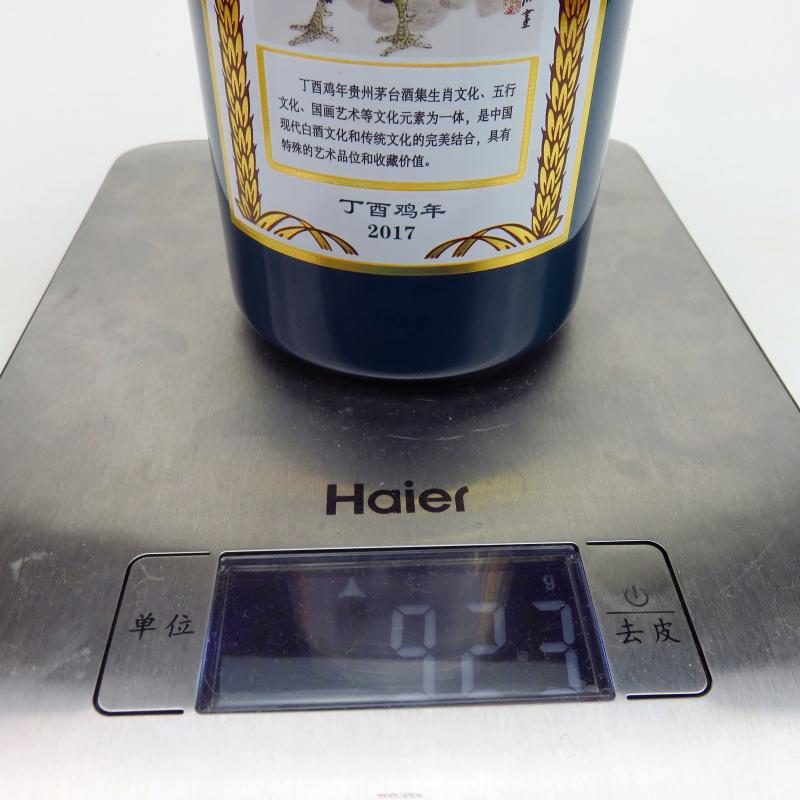 丁酉鸡年贵州茅台酒集生肖文化、五行
文化、国画艺术等文化元素为一体，是中国
现代白酒文化和传统文化的完美结合，具有
特殊的艺术品位和收藏价值。
丁酉鸡年
2017
Haier
g
923
单位
去皮